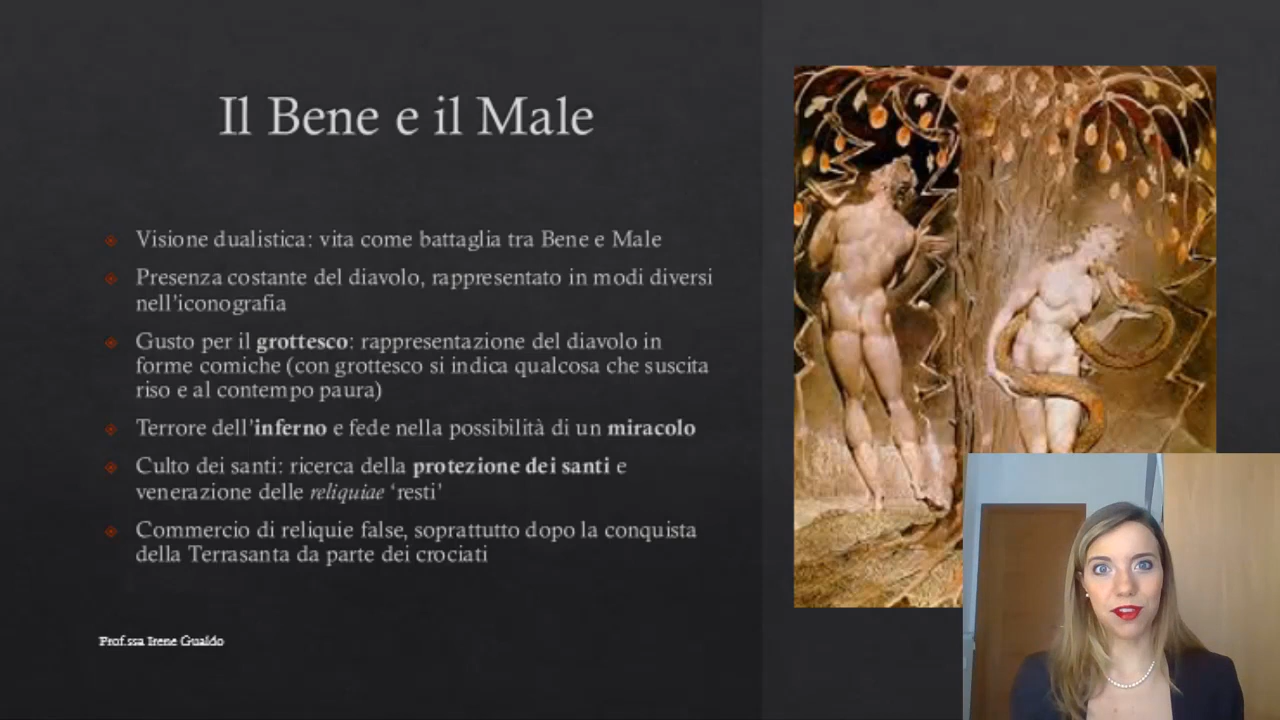 Il Bene e il Male
Visione dualistica: vita come battaglia tra Bene e Male
Presenza costante del diavolo, rappresentato in modi diversi
nell'iconografia
Gusto per il grottesco: rappresentazione del diavolo in
forme comiche (con grottesco si indica qualcosa che suscita
riso e al contempo paura)
Terrore dell'inferno e fede nella possibilità di un miracolo
Culto dei santi: ricerca della protezione dei santi e
venerazione delle reliquiae 'resti'
Commercio di reliquie false, soprattutto dopo la conquista
della Terrasanta da parte dei crociati
Prof.ssa Irene Gualdo